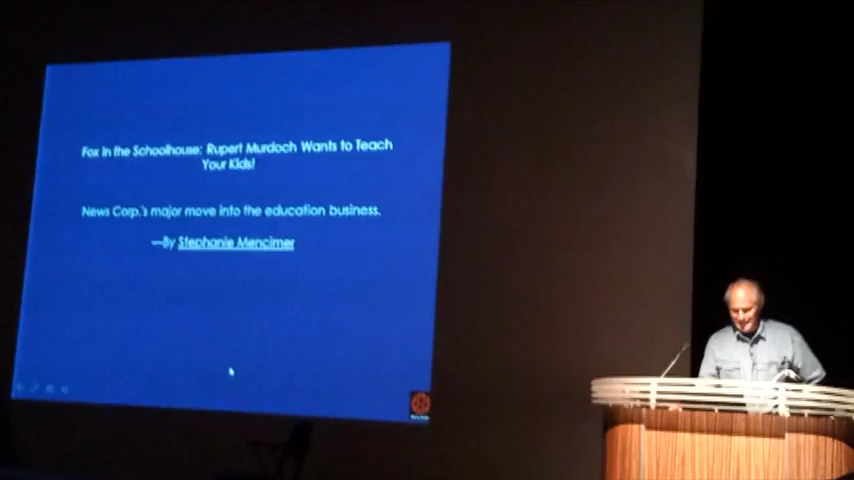 Fox in the Schoolhouse: Rupert Murdoch Wants to Teach
Your Kids!
News Corp.'s major move into the education business.
—By Stephanie Mencimer